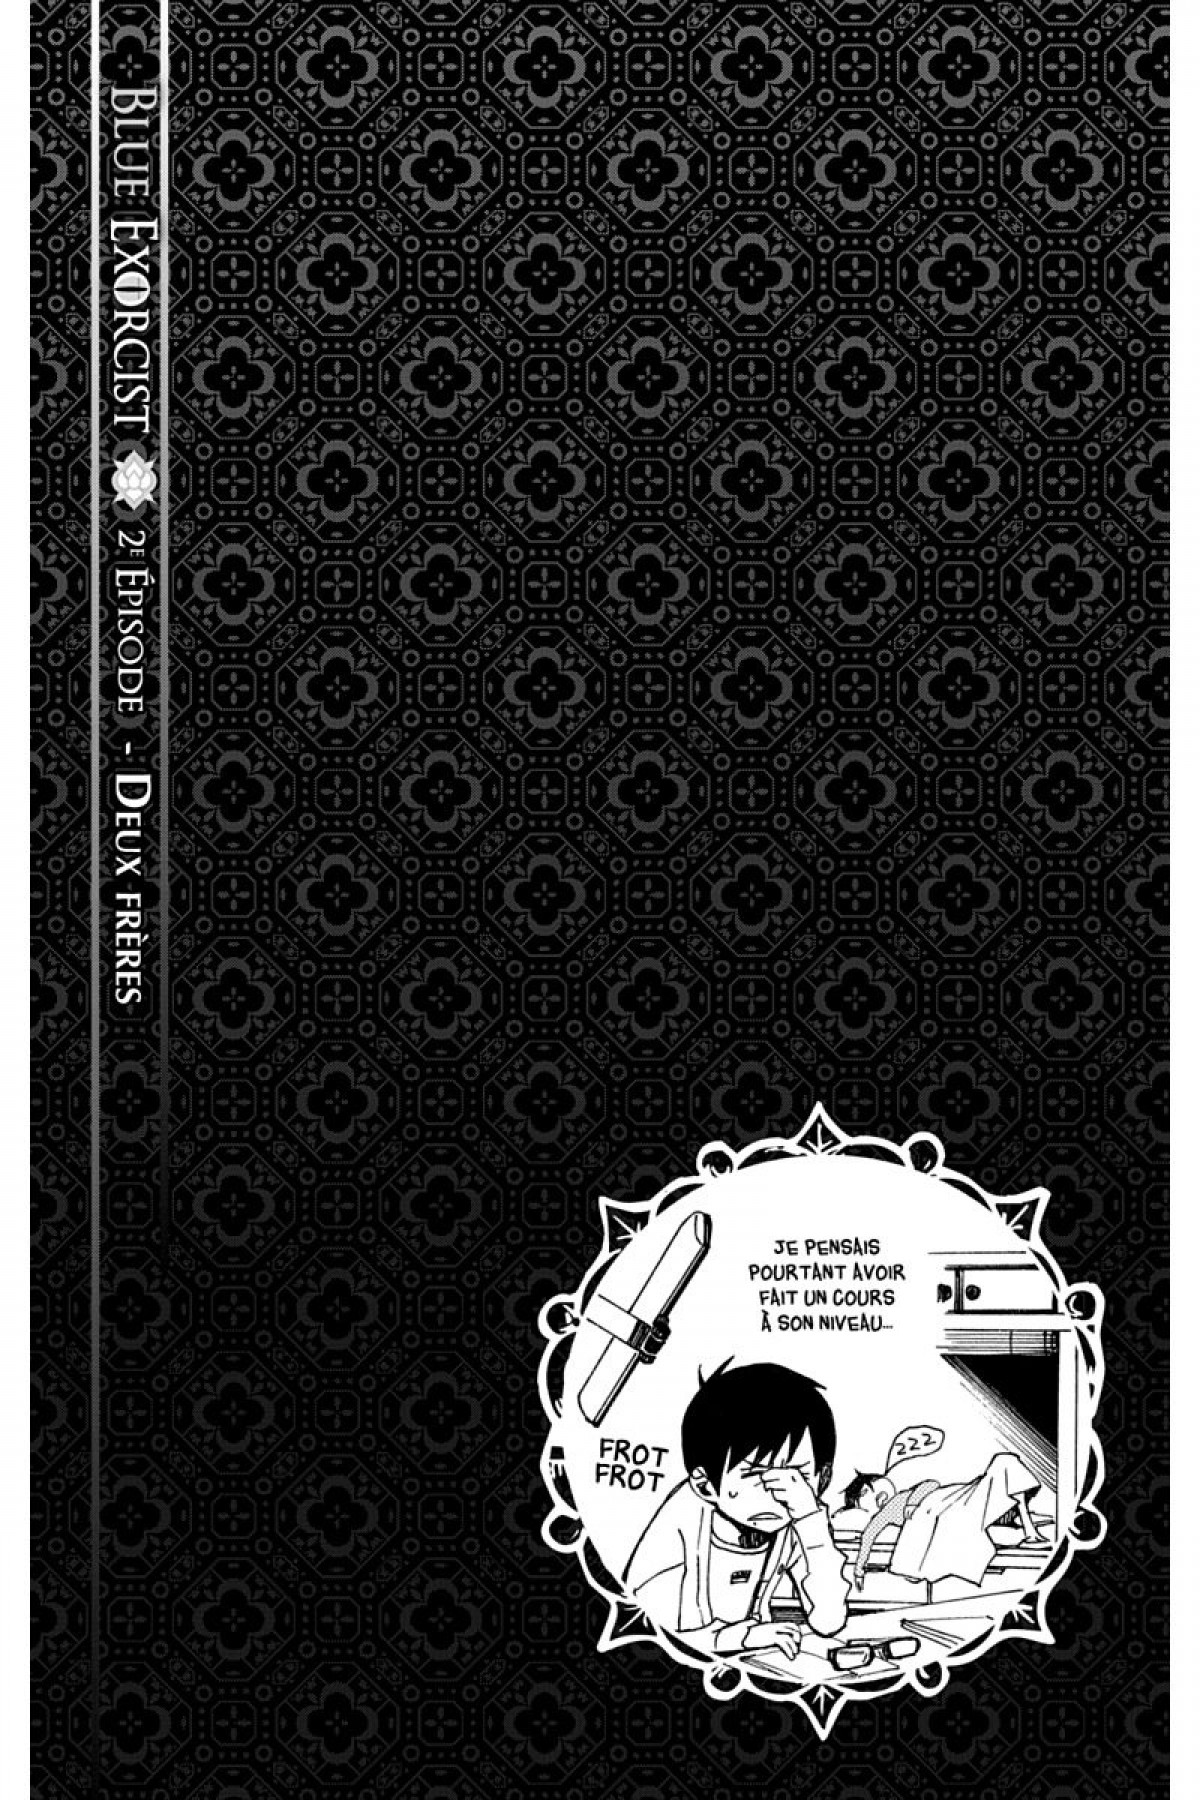 Blue Exorcist 2e Épisode - Deux frères
JE PENSAIS
POURTANT AVOIR
FAIT UN COURS
À SON NIVEAU...
FROT
FROT
ZZZ